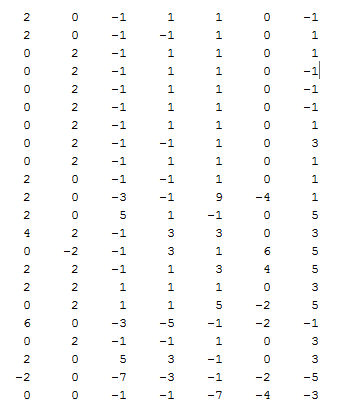 2 0 −1 1 1 0 −1
2 0 −1 −1 1 0 1
0 2 −1 1 1 0 1
0 2 −1 1 1 0 −1
0 2 −1 1 1 0 −1
0 2 −1 1 1 0 −1
0 2 −1 1 1 0 1
0 2 −1 −1 1 0 3
0 2 −1 1 1 0 1
2 0 −1 −1 1 0 1
2 0 −3 −1 9 −4 1
2 0 5 1 −1 0 5
4 2 −1 3 3 0 3
0 −2 −1 3 1 6 5
2 2 −1 1 3 4 5
2 2 1 1 1 0 3
0 2 1 1 5 −2 5
6 0 −3 −5 −1 −2 −1
0 2 −1 −1 1 0 3
2 0 5 3 −1 0 3
−2 0 −7 −3 −1 −2 −5
0 0 −1 −1 −7 −4 −3